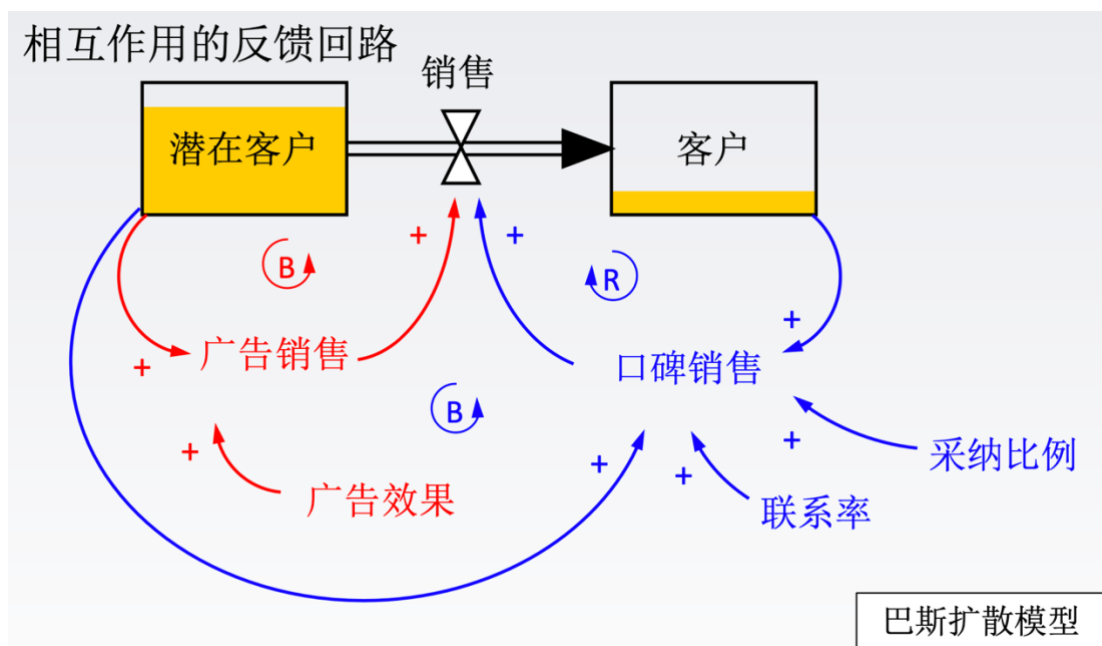 相互作用的反馈回路
销售
潜在客户
客户
+
+
B
R
+
广告销售
+
口碑销售
B
+
+
+
+
采纳比例
广告效果
联系率
巴斯扩散模型